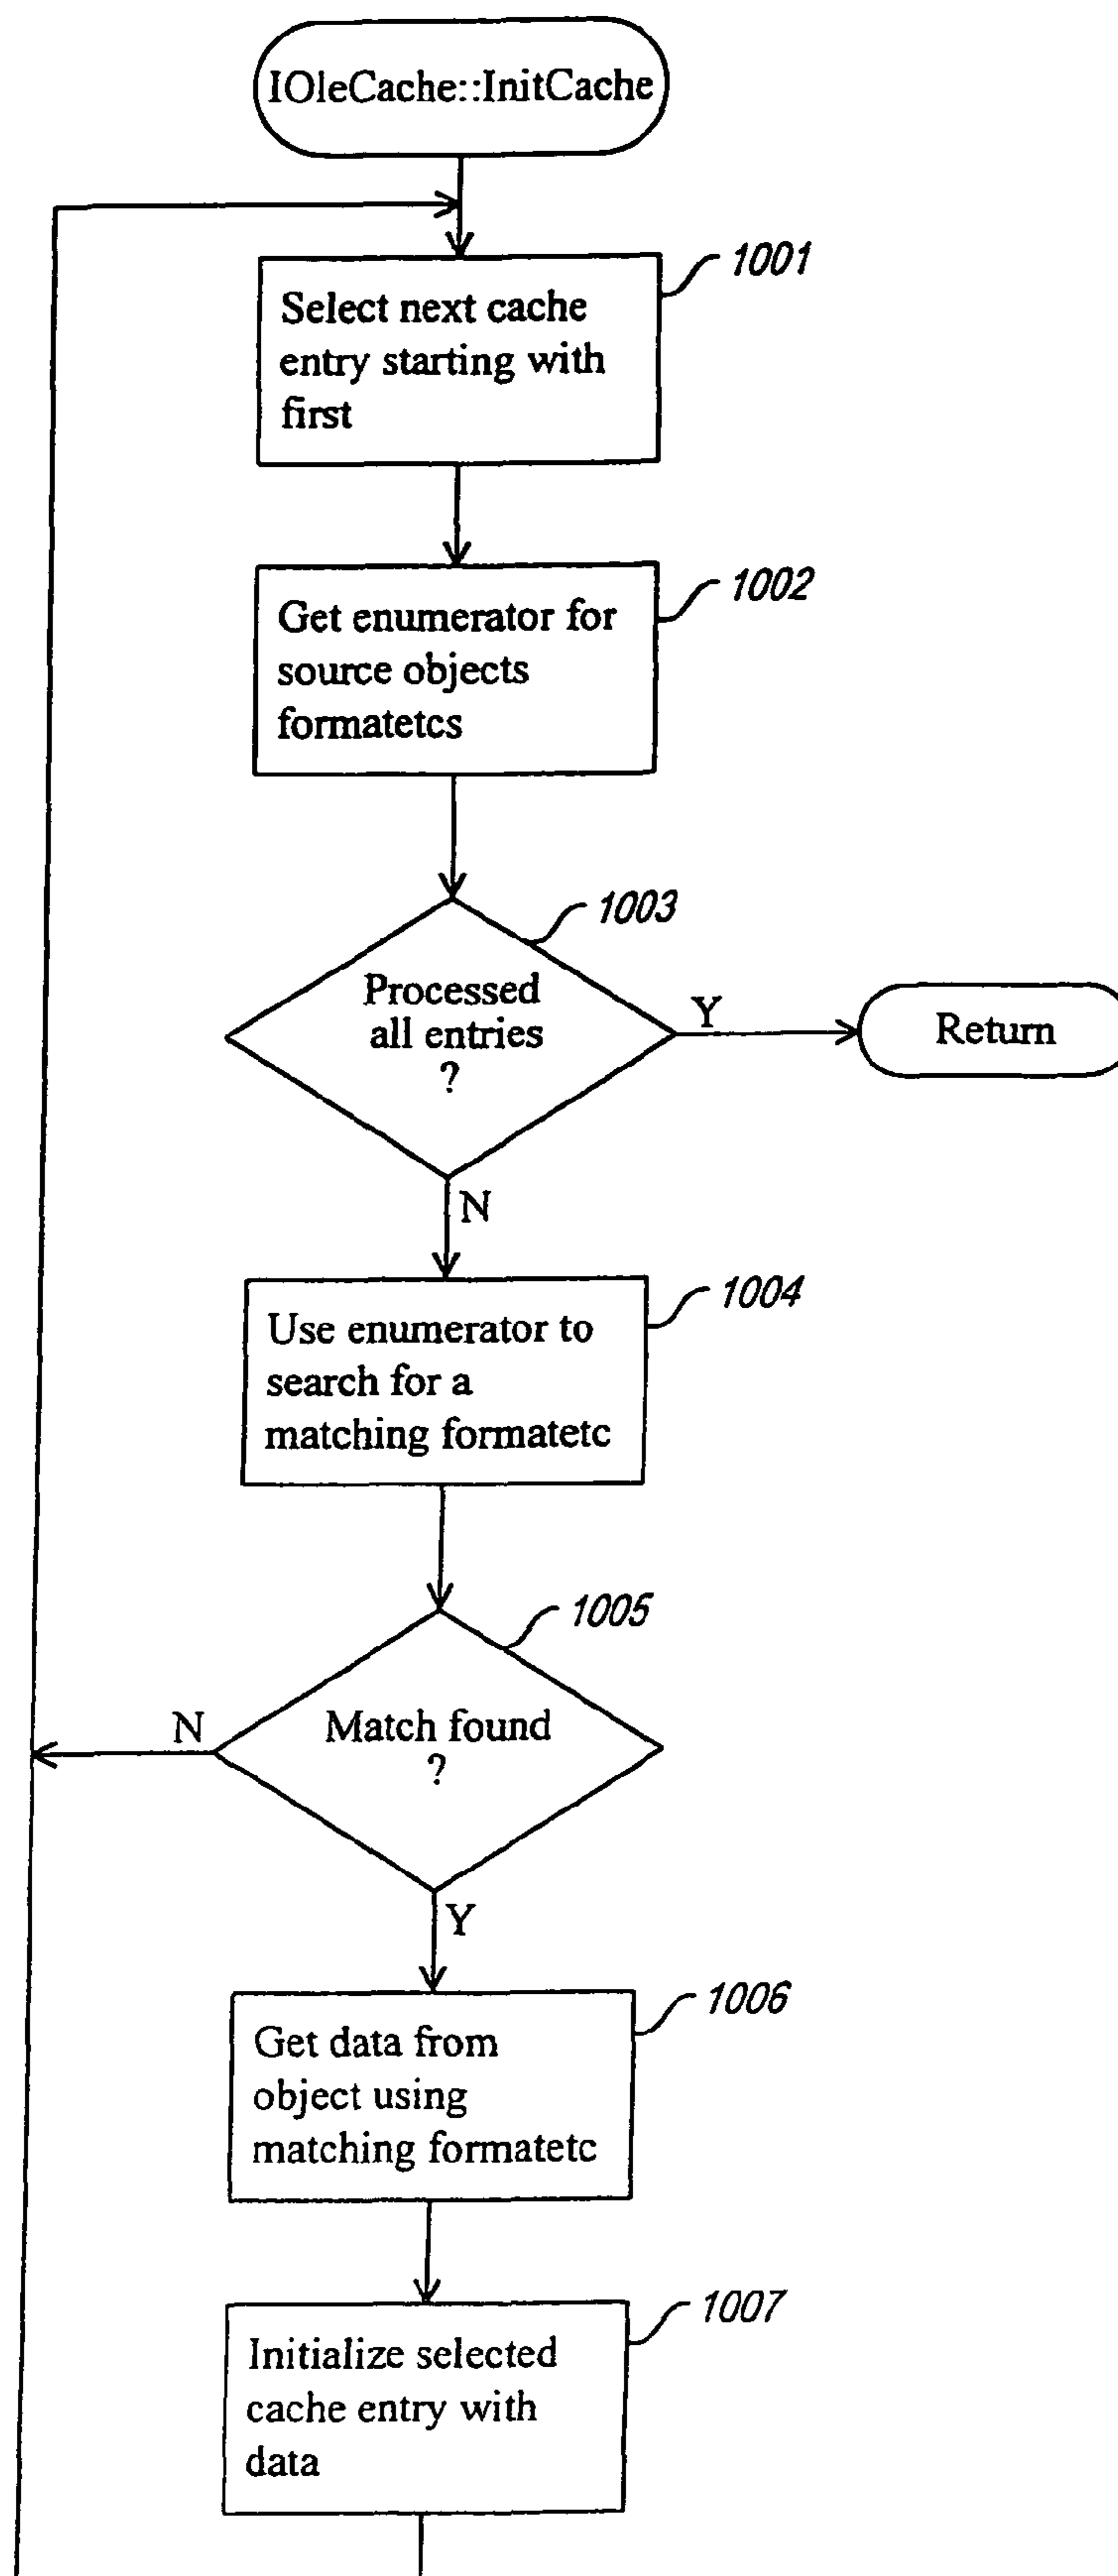 IOleCache::InitCache
1001
Select next cache
entry starting with
first
1002
Get enumerator for
source objects
formatetcs
1003
Processed
all entries
?
Y
Return
N
1004
Use enumerator to
search for a
matching formatetc
1005
Match found
?
N
Y
1006
Get data from
object using
matching formatetc
1007
Initialize selected
cache entry with
data